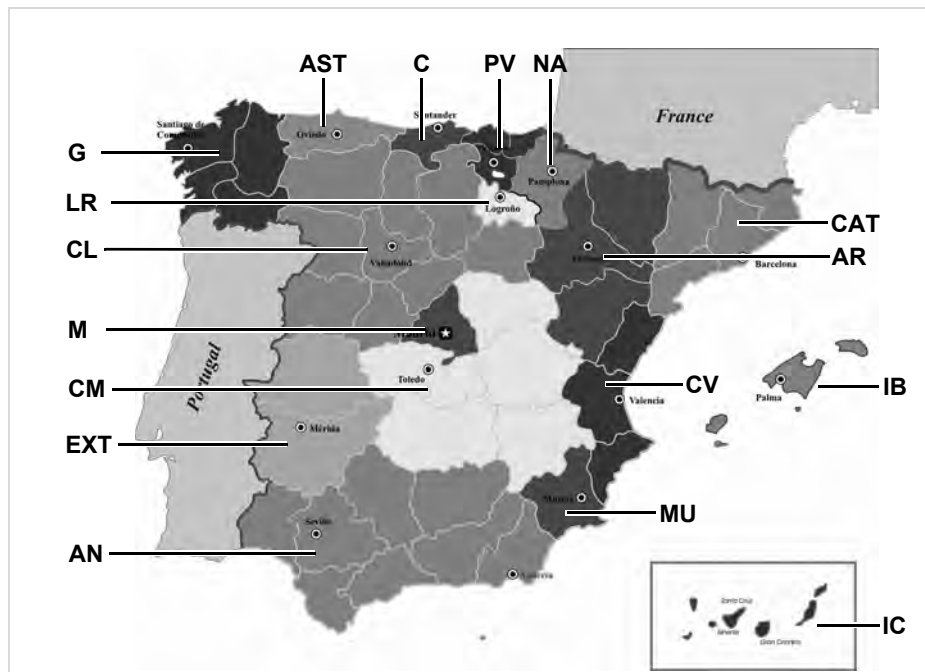 AST
C
PV
NA
Santander
France
Santiago de
Oviedo
G
Pamplona
LR
Logroño
CAT
CL
Valladolid
AR
Barcelona
M
Madrid
Portugal
Toledo
CM
CV
Valencia
Palma
IB
EXT
Mérida
Murcia
MU
Sevilla
AN
Almería
Santa Cruz
Tenerife
Gran Canaria
IC